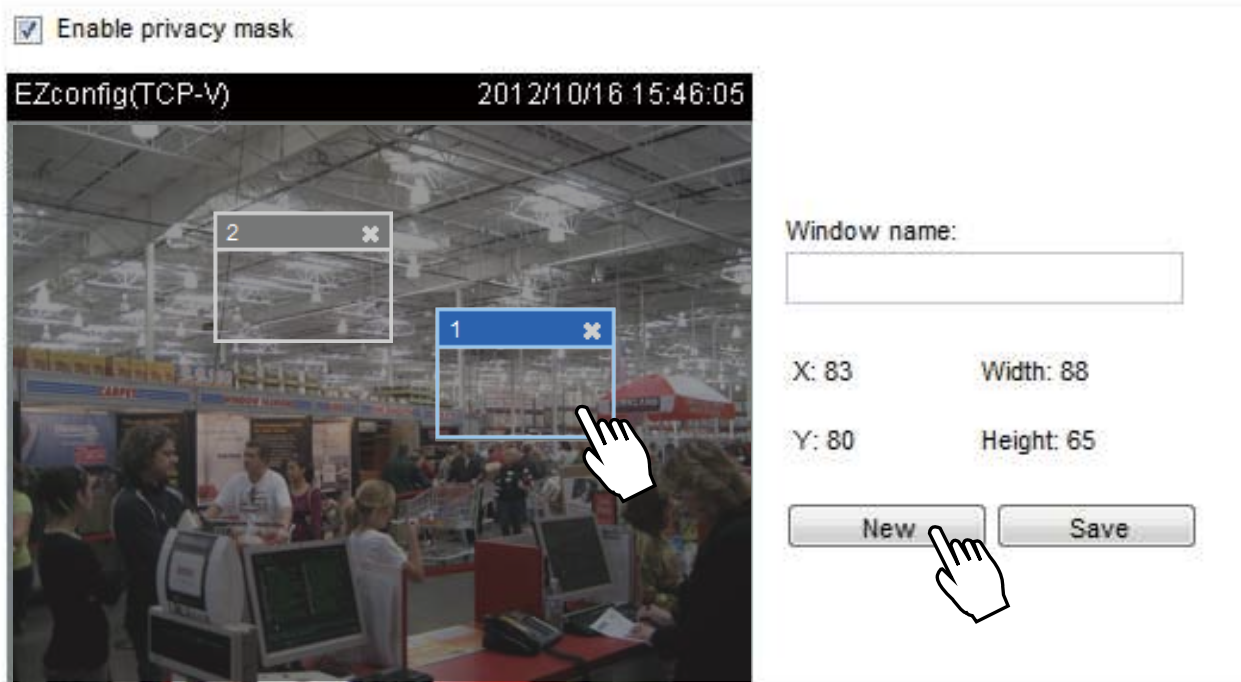 Enable privacy mask
EZconfig(TCP-V) 2012/10/16 15:46:05
2
Window name:
1
CARPET
X: 83 Width: 88
Y: 80 Height: 65
New Save